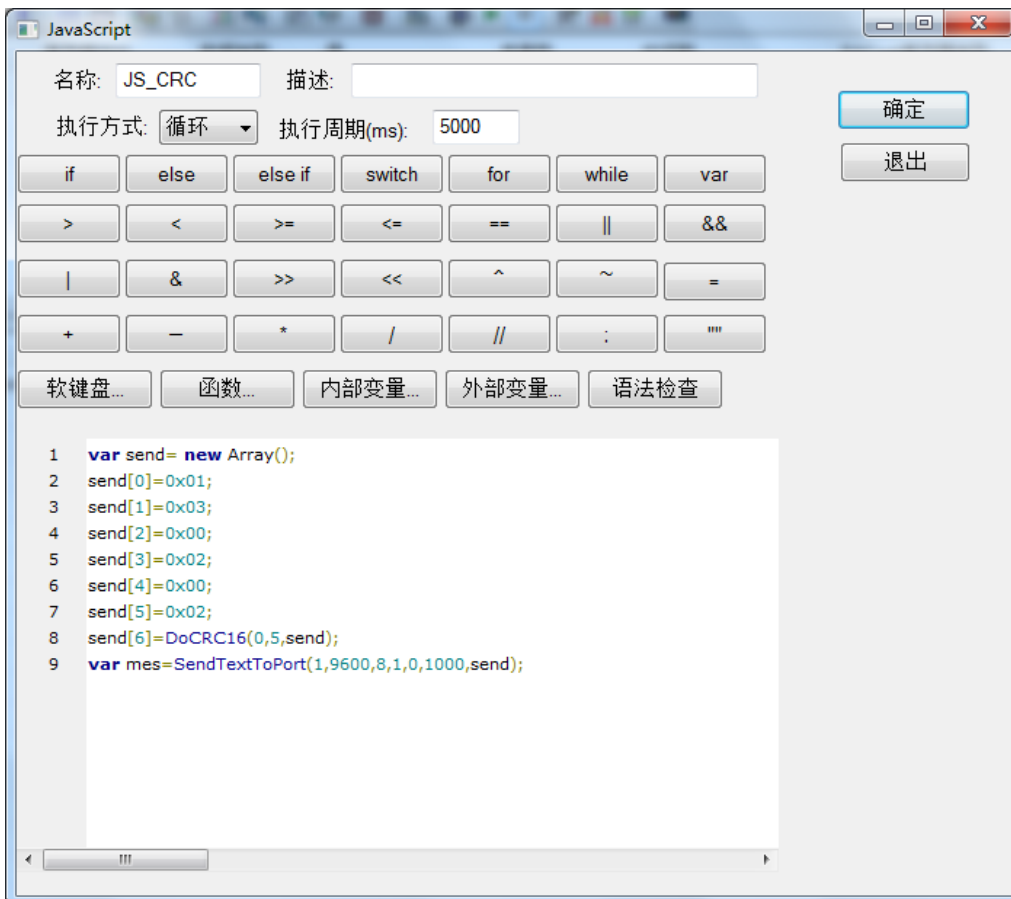 JavaScript
名称: JS_CRC 描述:
执行方式: 循环 执行周期(ms): 5000
确定
退出
if else else if switch for while var
> < >= <= == || &&
| & >> << ^ ~ =
+ — * / // ; ""
软键盘... 函数... 内部变量... 外部变量... 语法检查
1 var send= new Array();
2 send[0]=0x01;
3 send[1]=0x03;
4 send[2]=0x00;
5 send[3]=0x02;
6 send[4]=0x00;
7 send[5]=0x02;
8 send[6]=DoCRC16(0,5,send);
9 var mes=SendTextToPort(1,9600,8,1,0,1000,send);